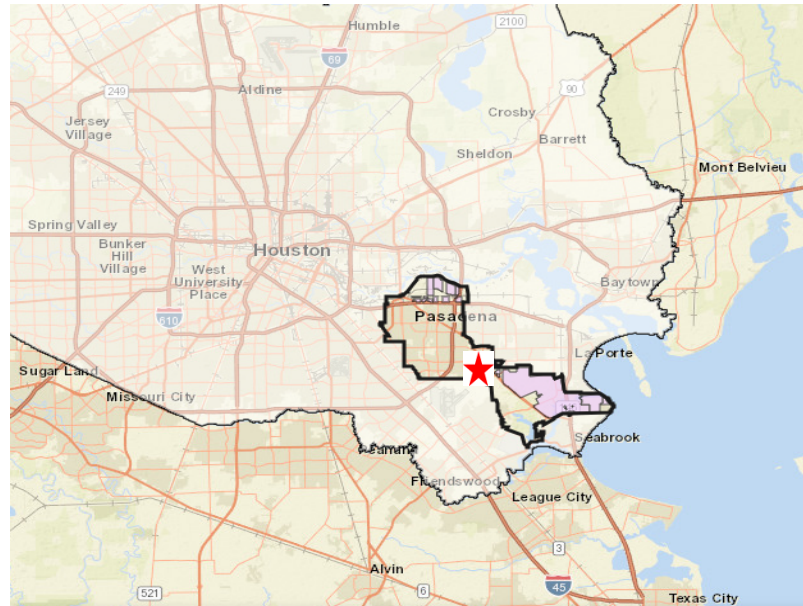 Humble
2100
69
249
Aldine
90
Jersey
Village
Crosby
Barrett
Sheldon
Mont Belvieu
Spring Valley
Bunker
Hill
Village
Houston
West
University
Place
Baytown
610
Pasadena
La Porte
Sugar Land
Missouri City
Seabrook
Friendswood
League City
3
Alvin
521
6
45
Texas City